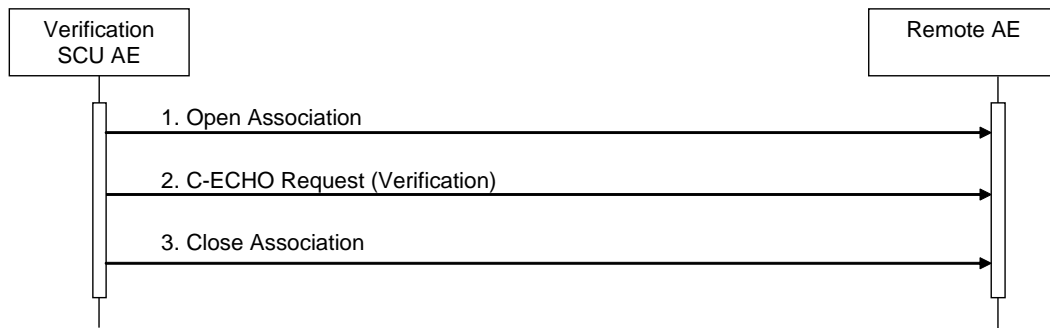 Verification
SCU AE
Remote AE
1. Open Association
2. C-ECHO Request (Verification)
3. Close Association